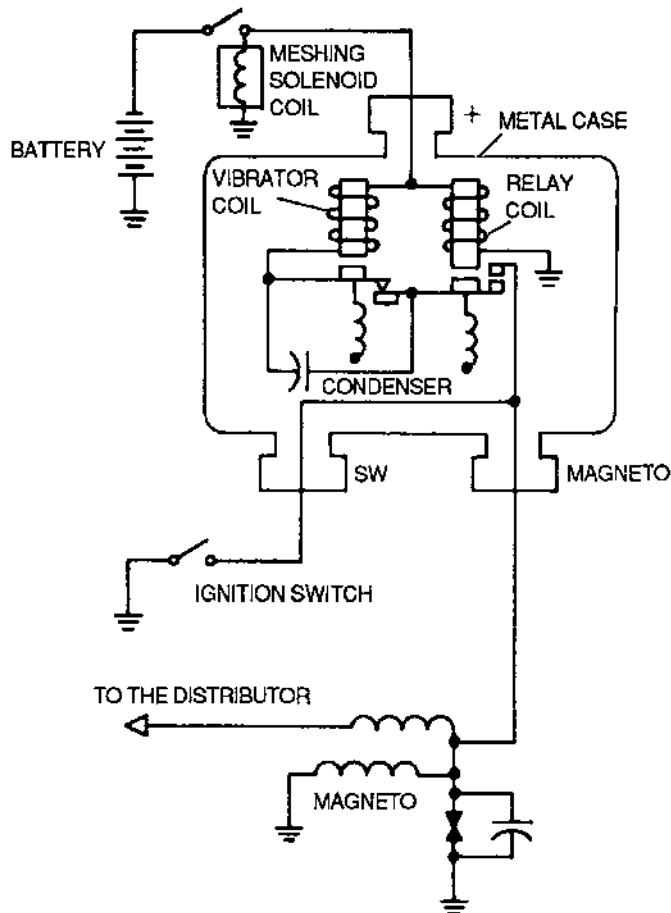 MESHING
SOLENOID
COIL
+
METAL CASE
BATTERY
VIBRATOR
COIL
RELAY
COIL
CONDENSER
SW
MAGNETO
IGNITION SWITCH
TO THE DISTRIBUTOR
MAGNETO